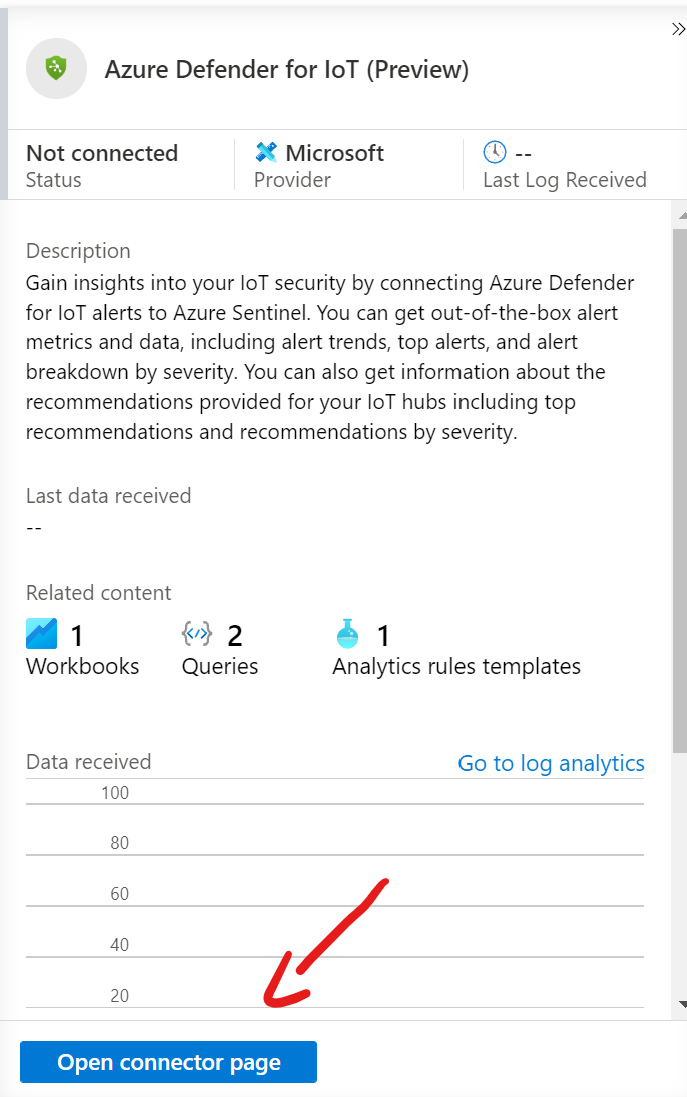 Azure Defender for IoT (Preview)
Not connected
Status
Microsoft
Provider
--
Last Log Received
Description
Gain insights into your IoT security by connecting Azure Defender
for IoT alerts to Azure Sentinel. You can get out-of-the-box alert
metrics and data, including alert trends, top alerts, and alert
breakdown by severity. You can also get information about the
recommendations provided for your IoT hubs including top
recommendations and recommendations by severity.
Last data received
--
Related content
1
Workbooks
2
Queries
1
Analytics rules templates
Data received
Go to log analytics
100
80
60
40
20
Open connector page